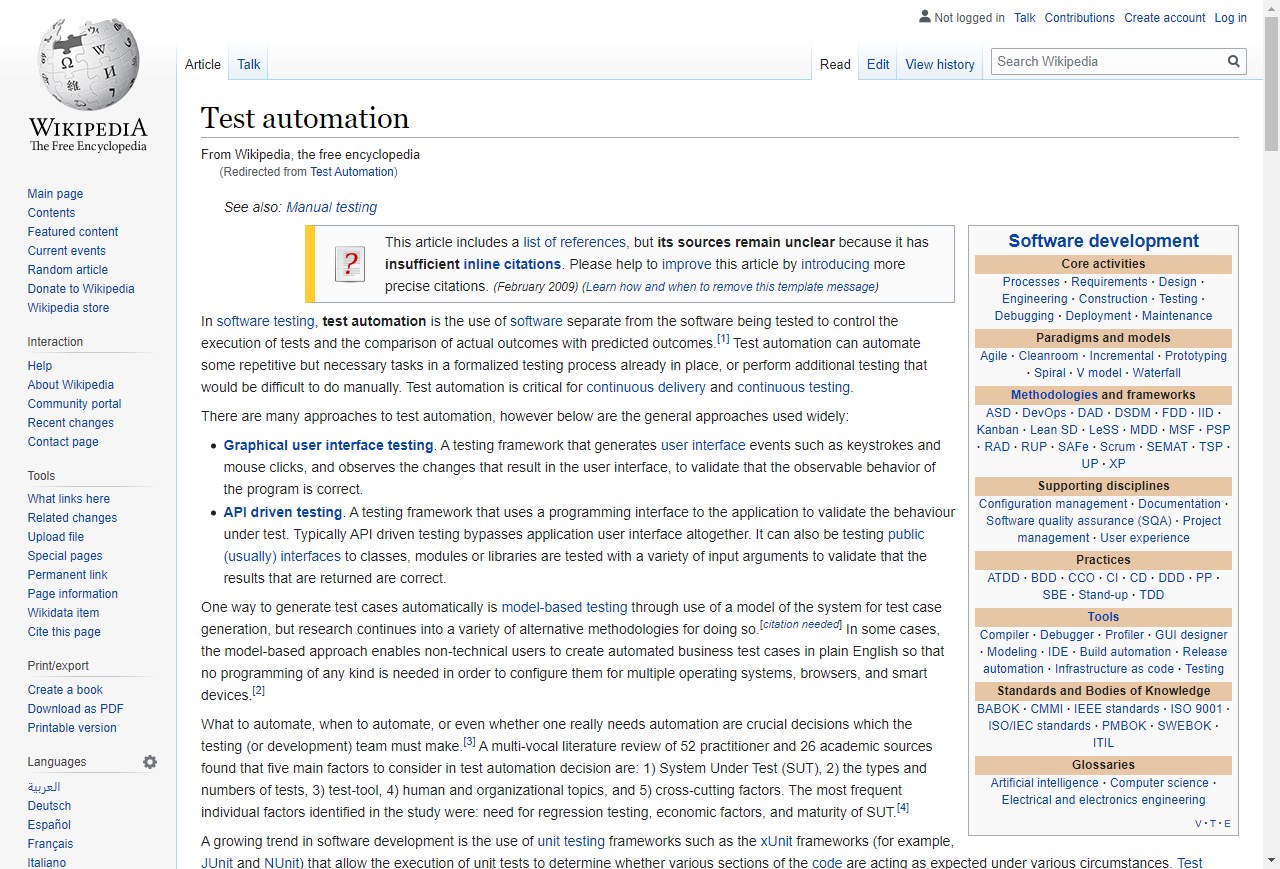 Not logged in Talk Contributions Create account Log in
Article Talk Read Edit View history Search Wikipedia
WIKIPEDIA
The Free Encyclopedia
Main page
Contents
Featured content
Current events
Random article
Donate to Wikipedia
Wikipedia store
Interaction
Help
About Wikipedia
Community portal
Recent changes
Contact page
Tools
What links here
Related changes
Upload file
Special pages
Permanent link
Page information
Wikidata item
Cite this page
Print/export
Create a book
Download as PDF
Printable version
Languages
العربية
Deutsch
Español
Français
Italiano
Test automation
From Wikipedia, the free encyclopedia
(Redirected from Test Automation)
See also: Manual testing
This article includes a list of references, but its sources remain unclear because it has
insufficient inline citations. Please help to improve this article by introducing more
precise citations. (February 2009) (Learn how and when to remove this template message)
In software testing, test automation is the use of software separate from the software being tested to control the
execution of tests and the comparison of actual outcomes with predicted outcomes.[1] Test automation can automate
some repetitive but necessary tasks in a formalized testing process already in place, or perform additional testing that
would be difficult to do manually. Test automation is critical for continuous delivery and continuous testing.
There are many approaches to test automation, however below are the general approaches used widely:
• Graphical user interface testing. A testing framework that generates user interface events such as keystrokes and
mouse clicks, and observes the changes that result in the user interface, to validate that the observable behavior of
the program is correct.
• API driven testing. A testing framework that uses a programming interface to the application to validate the behaviour
under test. Typically API driven testing bypasses application user interface altogether. It can also be testing public
(usually) interfaces to classes, modules or libraries are tested with a variety of input arguments to validate that the
results that are returned are correct.
One way to generate test cases automatically is model-based testing through use of a model of the system for test case
generation, but research continues into a variety of alternative methodologies for doing so.[citation needed] In some cases,
the model-based approach enables non-technical users to create automated business test cases in plain English so that
no programming of any kind is needed in order to configure them for multiple operating systems, browsers, and smart
devices.[2]
What to automate, when to automate, or even whether one really needs automation are crucial decisions which the
testing (or development) team must make.[3] A multi-vocal literature review of 52 practitioner and 26 academic sources
found that five main factors to consider in test automation decision are: 1) System Under Test (SUT), 2) the types and
numbers of tests, 3) test-tool, 4) human and organizational topics, and 5) cross-cutting factors. The most frequent
individual factors identified in the study were: need for regression testing, economic factors, and maturity of SUT.[4]
A growing trend in software development is the use of unit testing frameworks such as the xUnit frameworks (for example,
JUnit and NUnit) that allow the execution of unit tests to determine whether various sections of the code are acting as expected under various circumstances. Test
Software development
Core activities
Processes · Requirements · Design ·
Engineering · Construction · Testing ·
Debugging · Deployment · Maintenance
Paradigms and models
Agile · Cleanroom · Incremental · Prototyping
· Spiral · V model · Waterfall
Methodologies and frameworks
ASD · DevOps · DAD · DSDM · FDD · IID ·
Kanban · Lean SD · LeSS · MDD · MSF · PSP
· RAD · RUP · SAFe · Scrum · SEMAT · TSP ·
UP · XP
Supporting disciplines
Configuration management · Documentation ·
Software quality assurance (SQA) · Project
management · User experience
Practices
ATDD · BDD · CCO · CI · CD · DDD · PP ·
SBE · Stand-up · TDD
Tools
Compiler · Debugger · Profiler · GUI designer
· Modeling · IDE · Build automation · Release
automation · Infrastructure as code · Testing
Standards and Bodies of Knowledge
BABOK · CMMI · IEEE standards · ISO 9001 ·
ISO/IEC standards · PMBOK · SWEBOK ·
ITIL
Glossaries
Artificial intelligence · Computer science ·
Electrical and electronics engineering
V · T · E